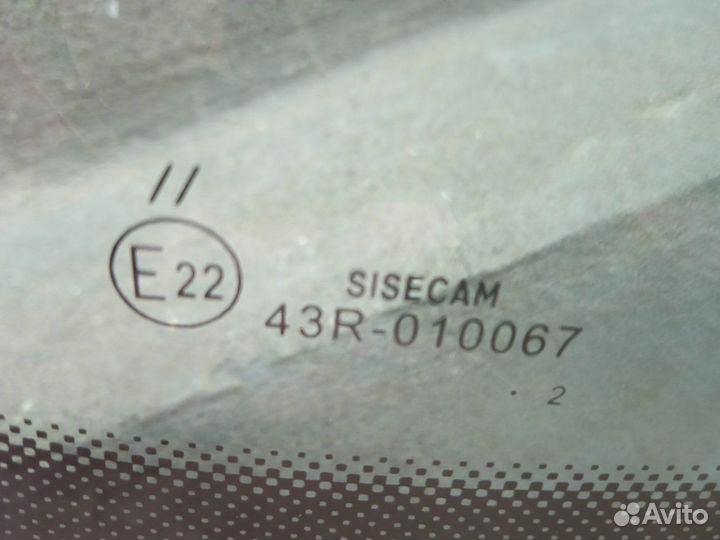 //
E22
SISECAM
43R-010067
. 2
Avito